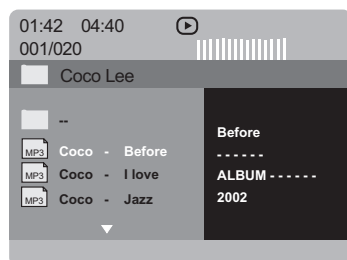 01:42 04:40
001/020
Coco Lee
--
MP3 Coco - Before
MP3 Coco - I love
MP3 Coco - Jazz
Before
- - - - - -
ALBUM - - - - - -
2002